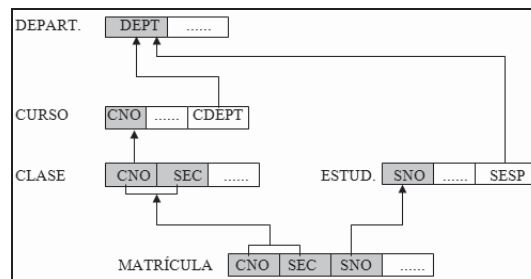 DEPART. DEPT ......
CURSO CNO ...... CDEPT
CLASE CNO SEC ...... ESTUD. SNO ...... SESP
MATRÍCULA CNO SEC SNO ......